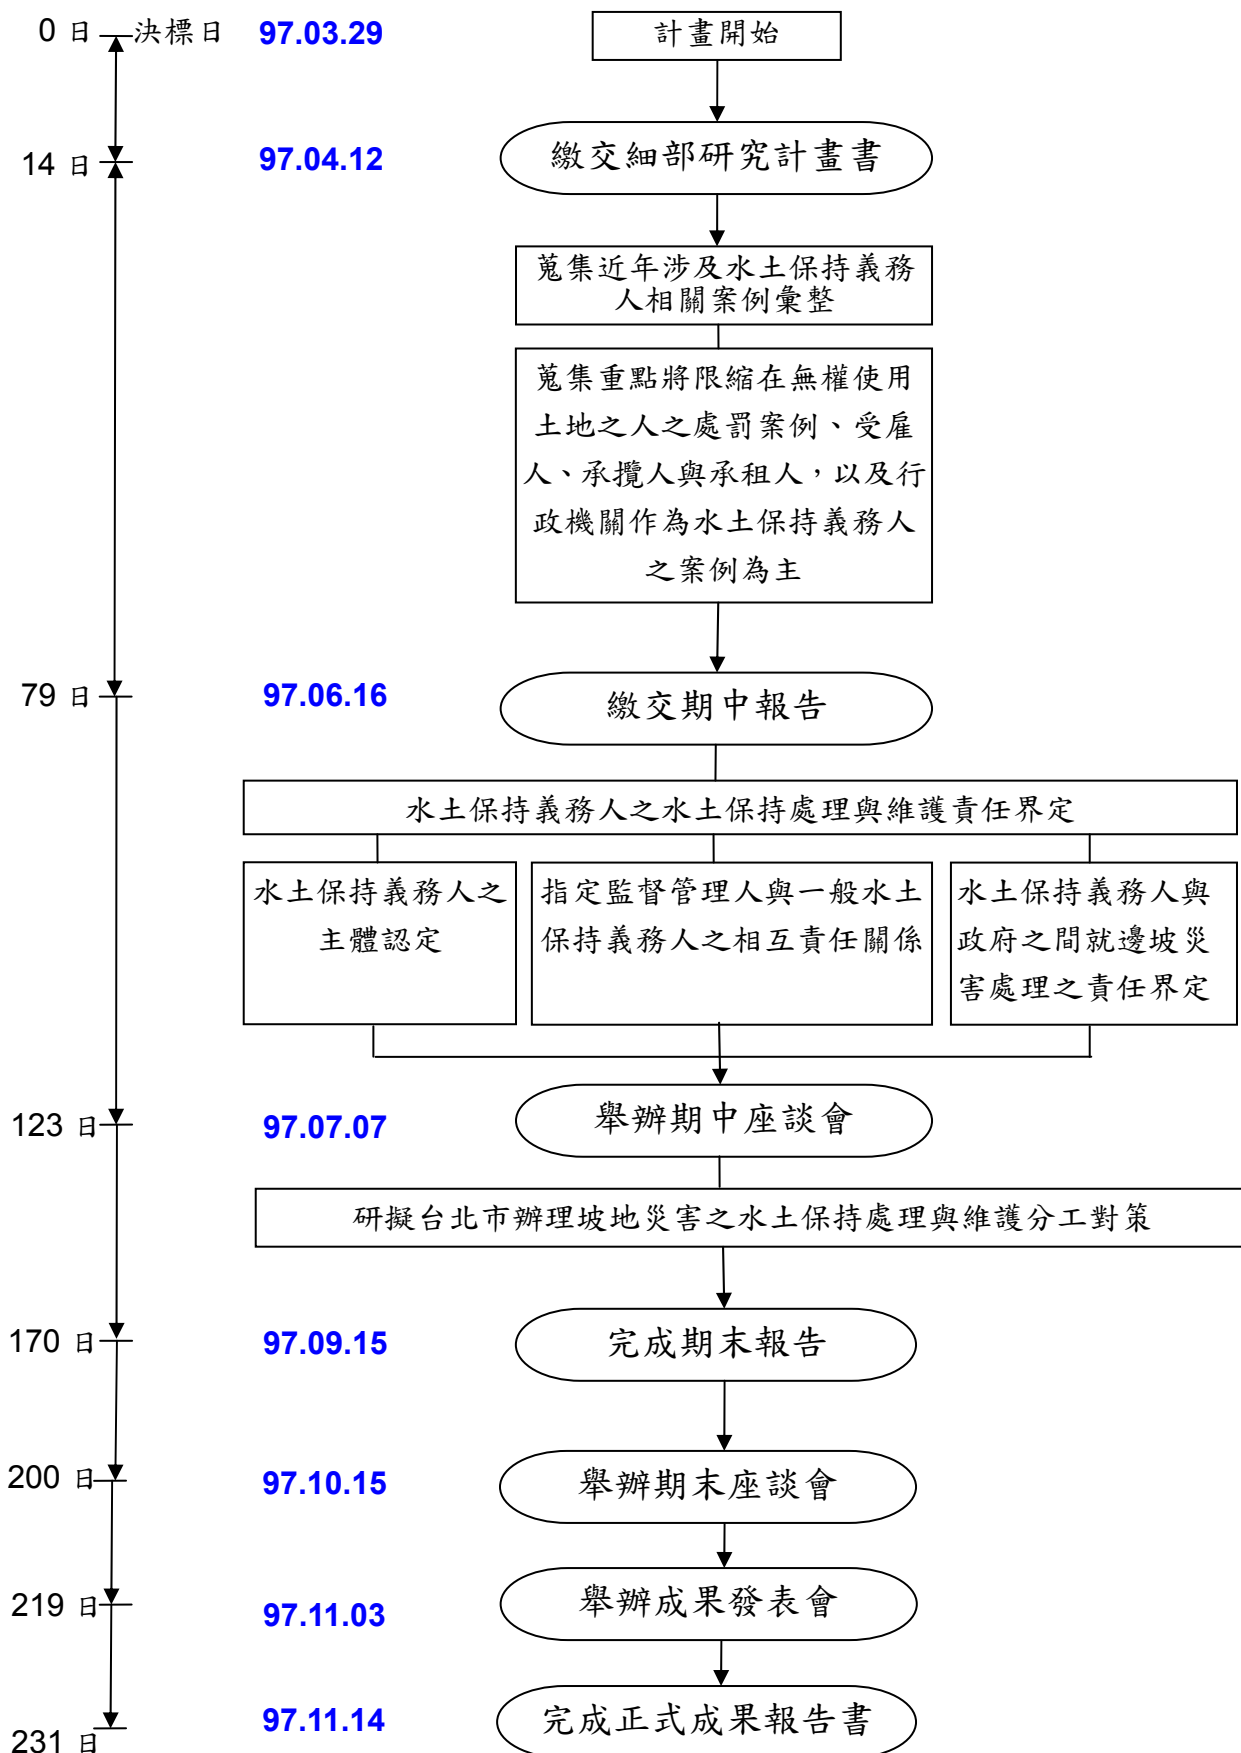 0 日
決標日
97.03.29
計畫開始
14 日
97.04.12
繳交細部研究計畫書
蒐集近年涉及水土保持義務
人相關案例彙整
蒐集重點將限縮在無權使用
土地之人之處罰案例、受雇
人、承攬人與承租人，以及行
政機關作為水土保持義務人
之案例為主
79 日
97.06.16
繳交期中報告
水土保持義務人之水土保持處理與維護責任界定
水土保持義務人之
主體認定
指定監督管理人與一般水土
保持義務人之相互責任關係
水土保持義務人與
政府之間就邊坡災
害處理之責任界定
123 日
97.07.07
舉辦期中座談會
研擬台北市辦理坡地災害之水土保持處理與維護分工對策
170 日
97.09.15
完成期末報告
200 日
97.10.15
舉辦期末座談會
219 日
97.11.03
舉辦成果發表會
231 日
97.11.14
完成正式成果報告書